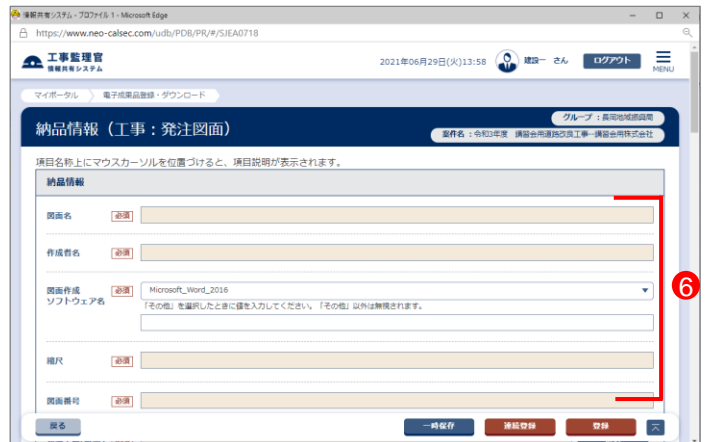 情報共有システム - プロファイル 1 - Microsoft Edge
https://www.neo-calsec.com/udb/PDB/PR/#/SJEA0718
工事監理官
情報共有システム
2021年06月29日(火)13:58
建設一 さん
ログアウト
MENU
マイポータル
電子成果品登録・ダウンロード
納品情報（工事：発注図面）
グループ：長河地域振興局
案件名：令和3年度 講習会用道路改良工事―講習会用株式会社
項目名称上にマウスカーソルを位置づけると、項目説明が表示されます。
納品情報
図面名 必須
作成者名 必須
図面作成
ソフトウェア名 必須 Microsoft_Word_2016
「その他」を選択したときに値を入力してください。「その他」以外は無視されます。
縮尺 必須
図面番号 必須
6
戻る
一時保存
連続登録
登録